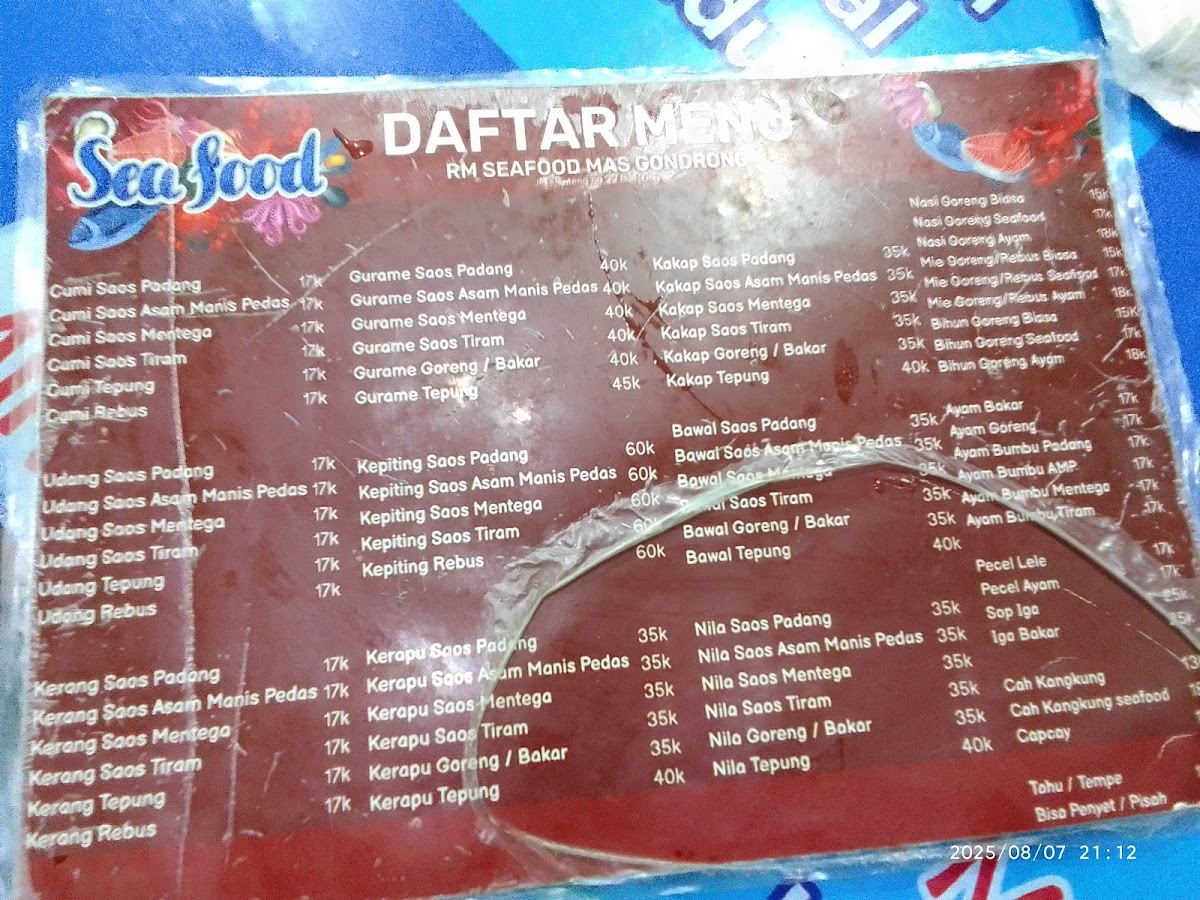 Sea food
DAFTAR MENU
RM SEAFOOD MAS GONDRONG
Cumi Saos Padang 17k
Cumi Saos Asam Manis Pedas 17k
Cumi Saos Mentega 17k
Cumi Saos Tiram 17k
Cumi Tepung 17k
Cumi Rebus 17k
Udang Saos Padang 17k
Udang Saos Asam Manis Pedas 17k
Udang Saos Mentega 17k
Udang Saos Tiram 17k
Udang Tepung 17k
Udang Rebus 17k
Kerang Saos Padang 17k
Kerang Saos Asam Manis Pedas 17k
Kerang Saos Mentega 17k
Kerang Saos Tiram 17k
Kerang Tepung 17k
Kerang Rebus 17k
Gurame Saos Padang 40k
Gurame Saos Asam Manis Pedas 40k
Gurame Saos Mentega 40k
Gurame Saos Tiram 40k
Gurame Goreng / Bakar 40k
Gurame Tepung 45k
Kepiting Saos Padang 60k
Kepiting Saos Asam Manis Pedas 60k
Kepiting Saos Mentega 60k
Kepiting Saos Tiram 60k
Kepiting Rebus 60k
Kerapu Saos Padang 35k
Kerapu Saos Asam Manis Pedas 35k
Kerapu Saos Mentega 35k
Kerapu Saos Tiram 35k
Kerapu Goreng / Bakar 35k
Kerapu Tepung 40k
Kakap Saos Padang 35k
Kakap Saos Asam Manis Pedas 35k
Kakap Saos Mentega 35k
Kakap Saos Tiram 35k
Kakap Goreng / Bakar 35k
Kakap Tepung 40k
Bawal Saos Padang 35k
Bawal Saos Asam Manis Pedas 35k
Bawal Saos Mentega 35k
Bawal Saos Tiram 35k
Bawal Goreng / Bakar 35k
Bawal Tepung 40k
Nila Saos Padang 35k
Nila Saos Asam Manis Pedas 35k
Nila Saos Mentega 35k
Nila Saos Tiram 35k
Nila Goreng / Bakar 35k
Nila Tepung 40k
Nasi Goreng Biasa 15k
Nasi Goreng Seafood 17k
Nasi Goreng Ayam 18k
Mie Goreng/Rebus Biasa 15k
Mie Goreng/Rebus Seafood 17k
Mie Goreng/Rebus Ayam 18k
Bihun Goreng Biasa 15k
Bihun Goreng Seafood 17k
Bihun Goreng Ayam 18k
Ayam Bakar 17k
Ayam Goreng 17k
Ayam Bumbu Padang 17k
Ayam Bumbu AMP 17k
Ayam Bumbu Mentega 17k
Ayam Bumbu Tiram 17k
Pecel Lele 17k
Pecel Ayam 17k
Sop Iga 25k
Iga Bakar
Cah Kangkung
Cah Kangkung seafood
Capcay
Tahu / Tempe
Bisa Penyet / Pisah
2025/08/07 21:12